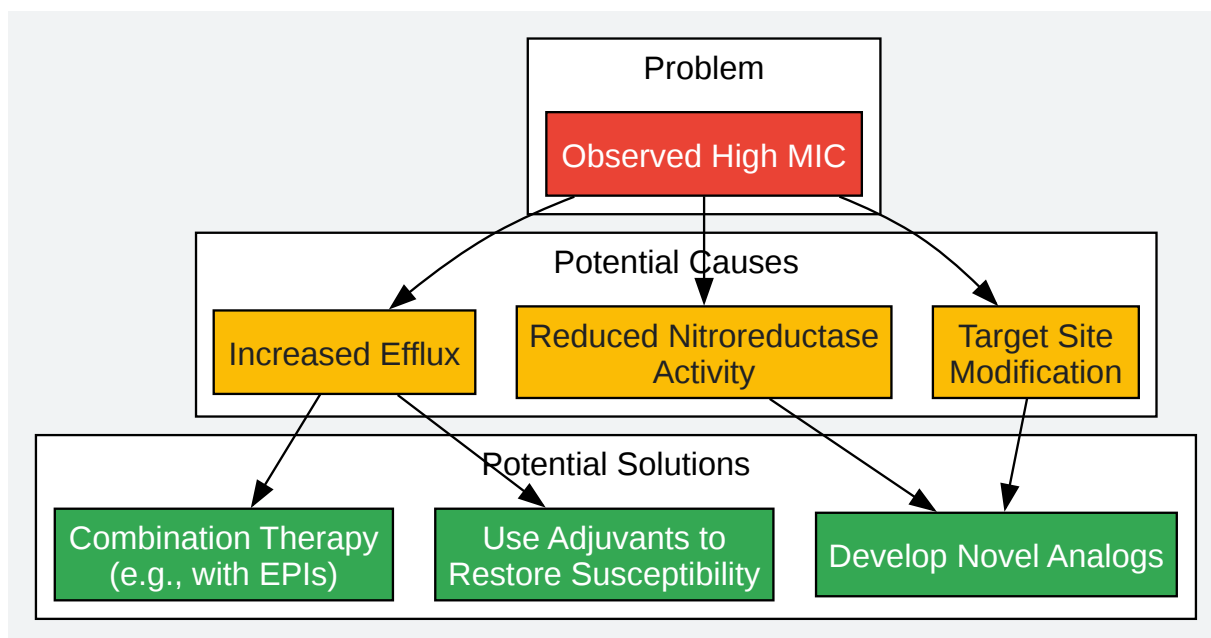 Problem
Observed High MIC
Potential Causes
Increased Efflux
Reduced Nitroreductase
Activity
Target Site
Modification
Potential Solutions
Combination Therapy
(e.g., with EPIs)
Use Adjuvants to
Restore Susceptibility
Develop Novel Analogs